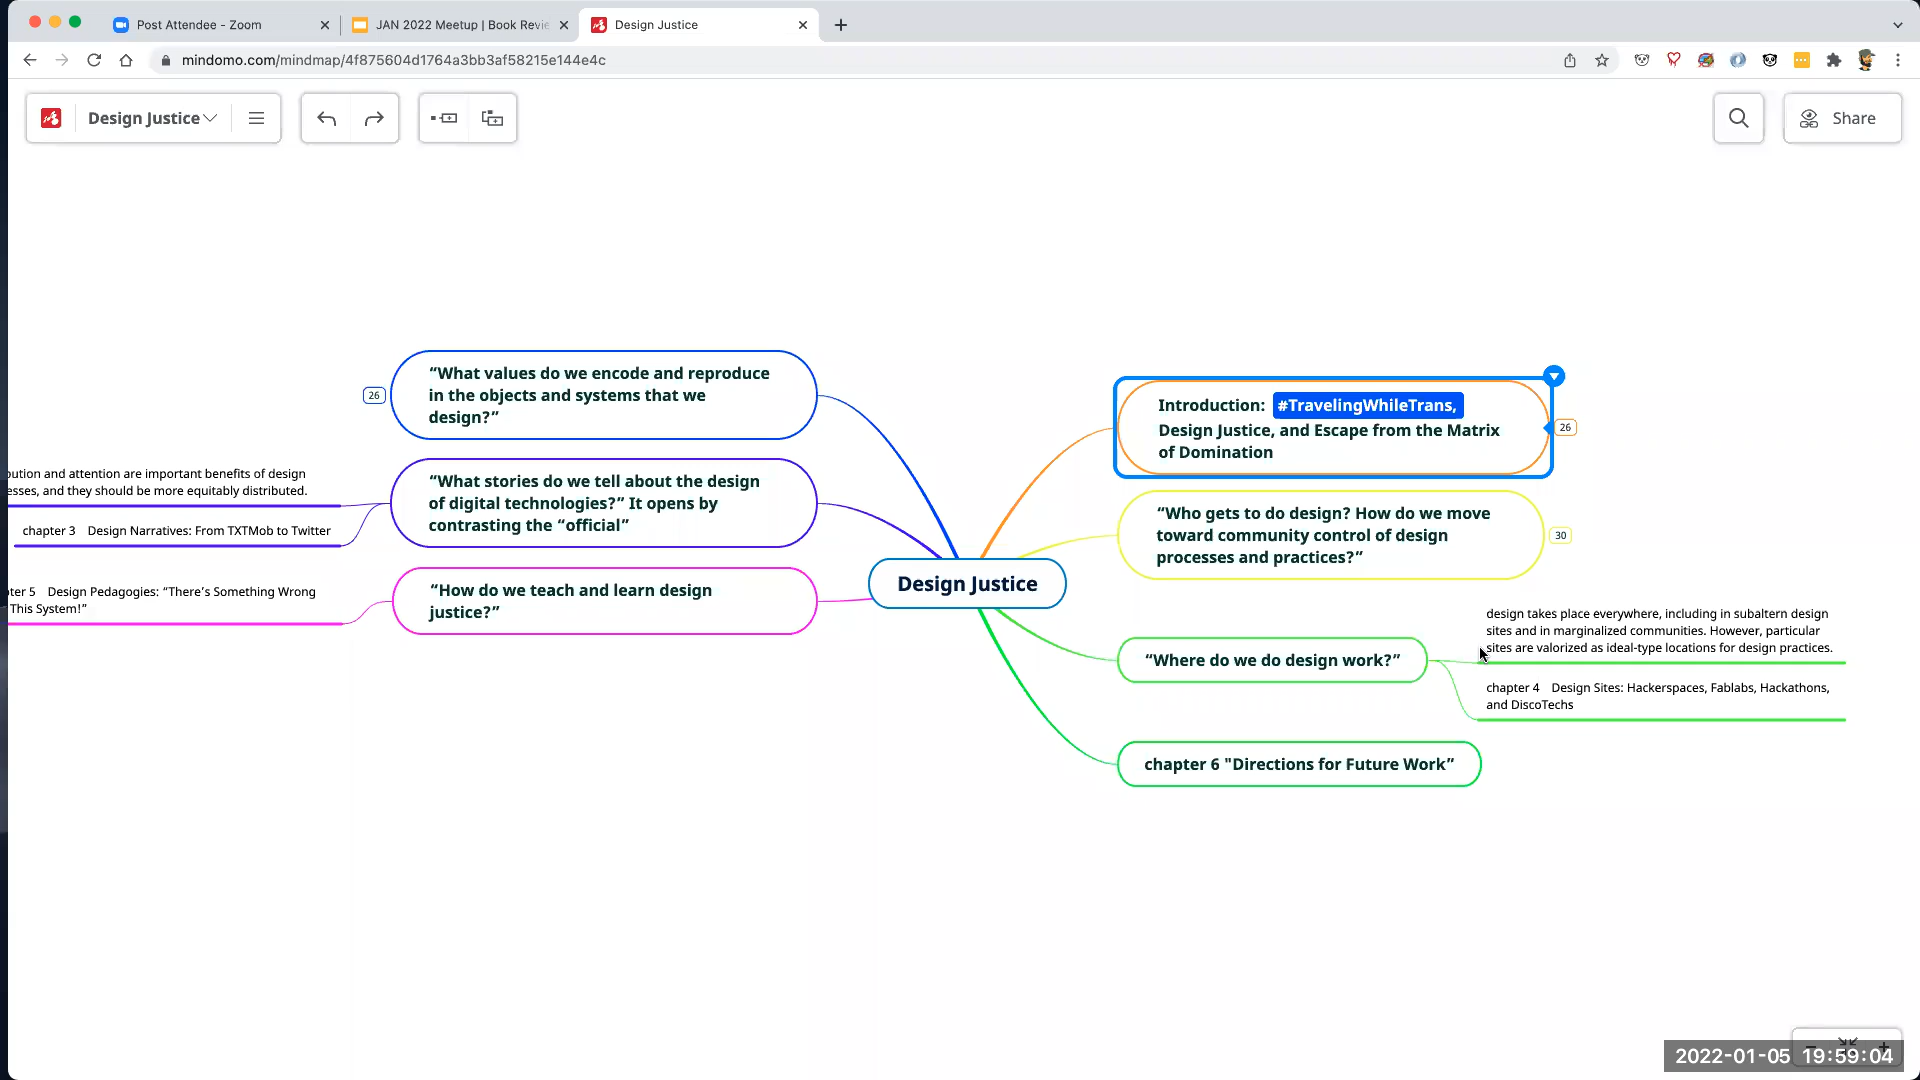 Post Attendee - Zoom
JAN 2022 Meetup | Book Revie
Design Justice
mindomo.com/mindmap/4f875604d1764a3bb3af58215e144e4c
Design Justice
Share
“What values do we encode and reproduce
in the objects and systems that we
design?”
26
“What stories do we tell about the design
of digital technologies?” It opens by
contrasting the “official”
bution and attention are important benefits of design
esses, and they should be more equitably distributed.
chapter 3 Design Narratives: From TXTMob to Twitter
“How do we teach and learn design
justice?”
ter 5 Design Pedagogies: “There’s Something Wrong
This System!”
Design Justice
Introduction: #TravelingWhileTrans,
Design Justice, and Escape from the Matrix
of Domination
26
“Who gets to do design? How do we move
toward community control of design
processes and practices?”
30
“Where do we do design work?”
design takes place everywhere, including in subaltern design
sites and in marginalized communities. However, particular
sites are valorized as ideal-type locations for design practices.
chapter 4 Design Sites: Hackerspaces, Fablabs, Hackathons,
and DiscoTechs
chapter 6 "Directions for Future Work”
2022-01-05 19:59:04